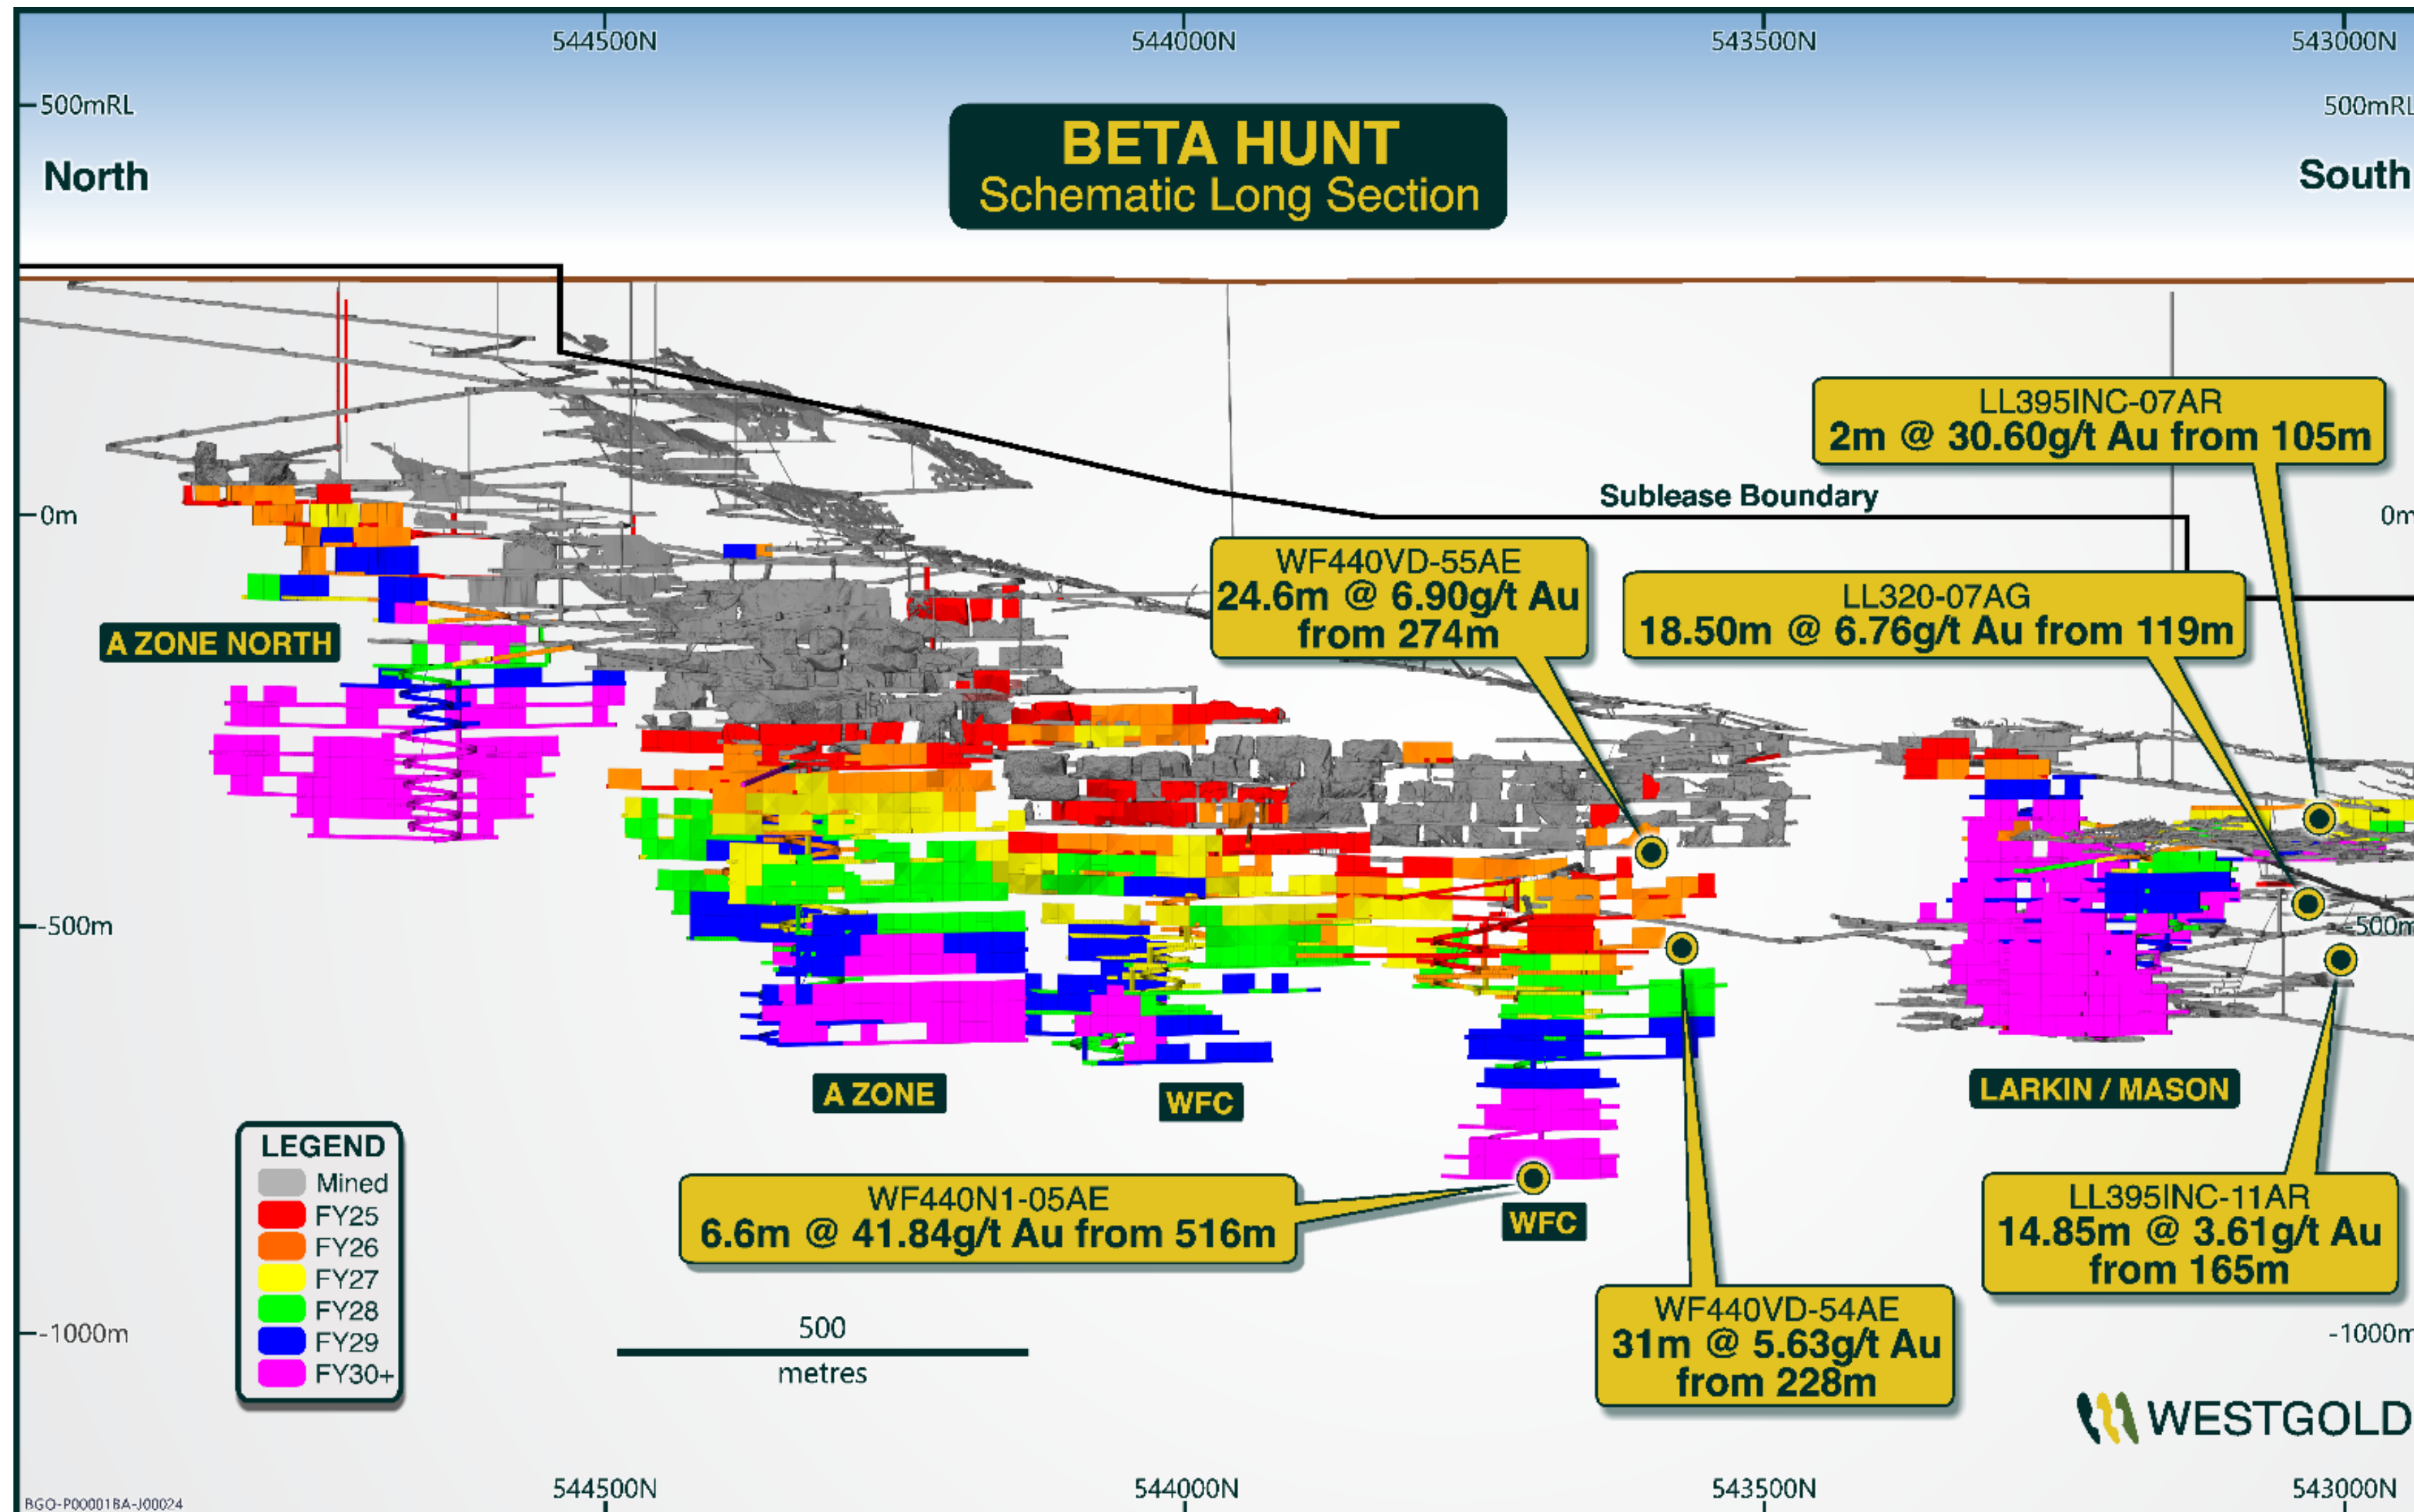 544500N
544000N
543500N
543000N
500mRL
500mRL
North
BETA HUNT
Schematic Long Section
South
LL395INC-07AR
2m @ 30.60g/t Au from 105m
Sublease Boundary
0m
0m
WF440VD-55AE
24.6m @ 6.90g/t Au
from 274m
LL320-07AG
18.50m @ 6.76g/t Au from 119m
A ZONE NORTH
-500m
-500m
A ZONE
WFC
LARKIN / MASON
LEGEND
Mined
FY25
FY26
FY27
FY28
FY29
FY30+
WF440N1-05AE
6.6m @ 41.84g/t Au from 516m
WFC
LL395INC-11AR
14.85m @ 3.61g/t Au
from 165m
WF440VD-54AE
31m @ 5.63g/t Au
from 228m
-1000m
-1000m
500
metres
WESTGOLD
544500N
544000N
543500N
543000N
BGO-P00001BA-J00024